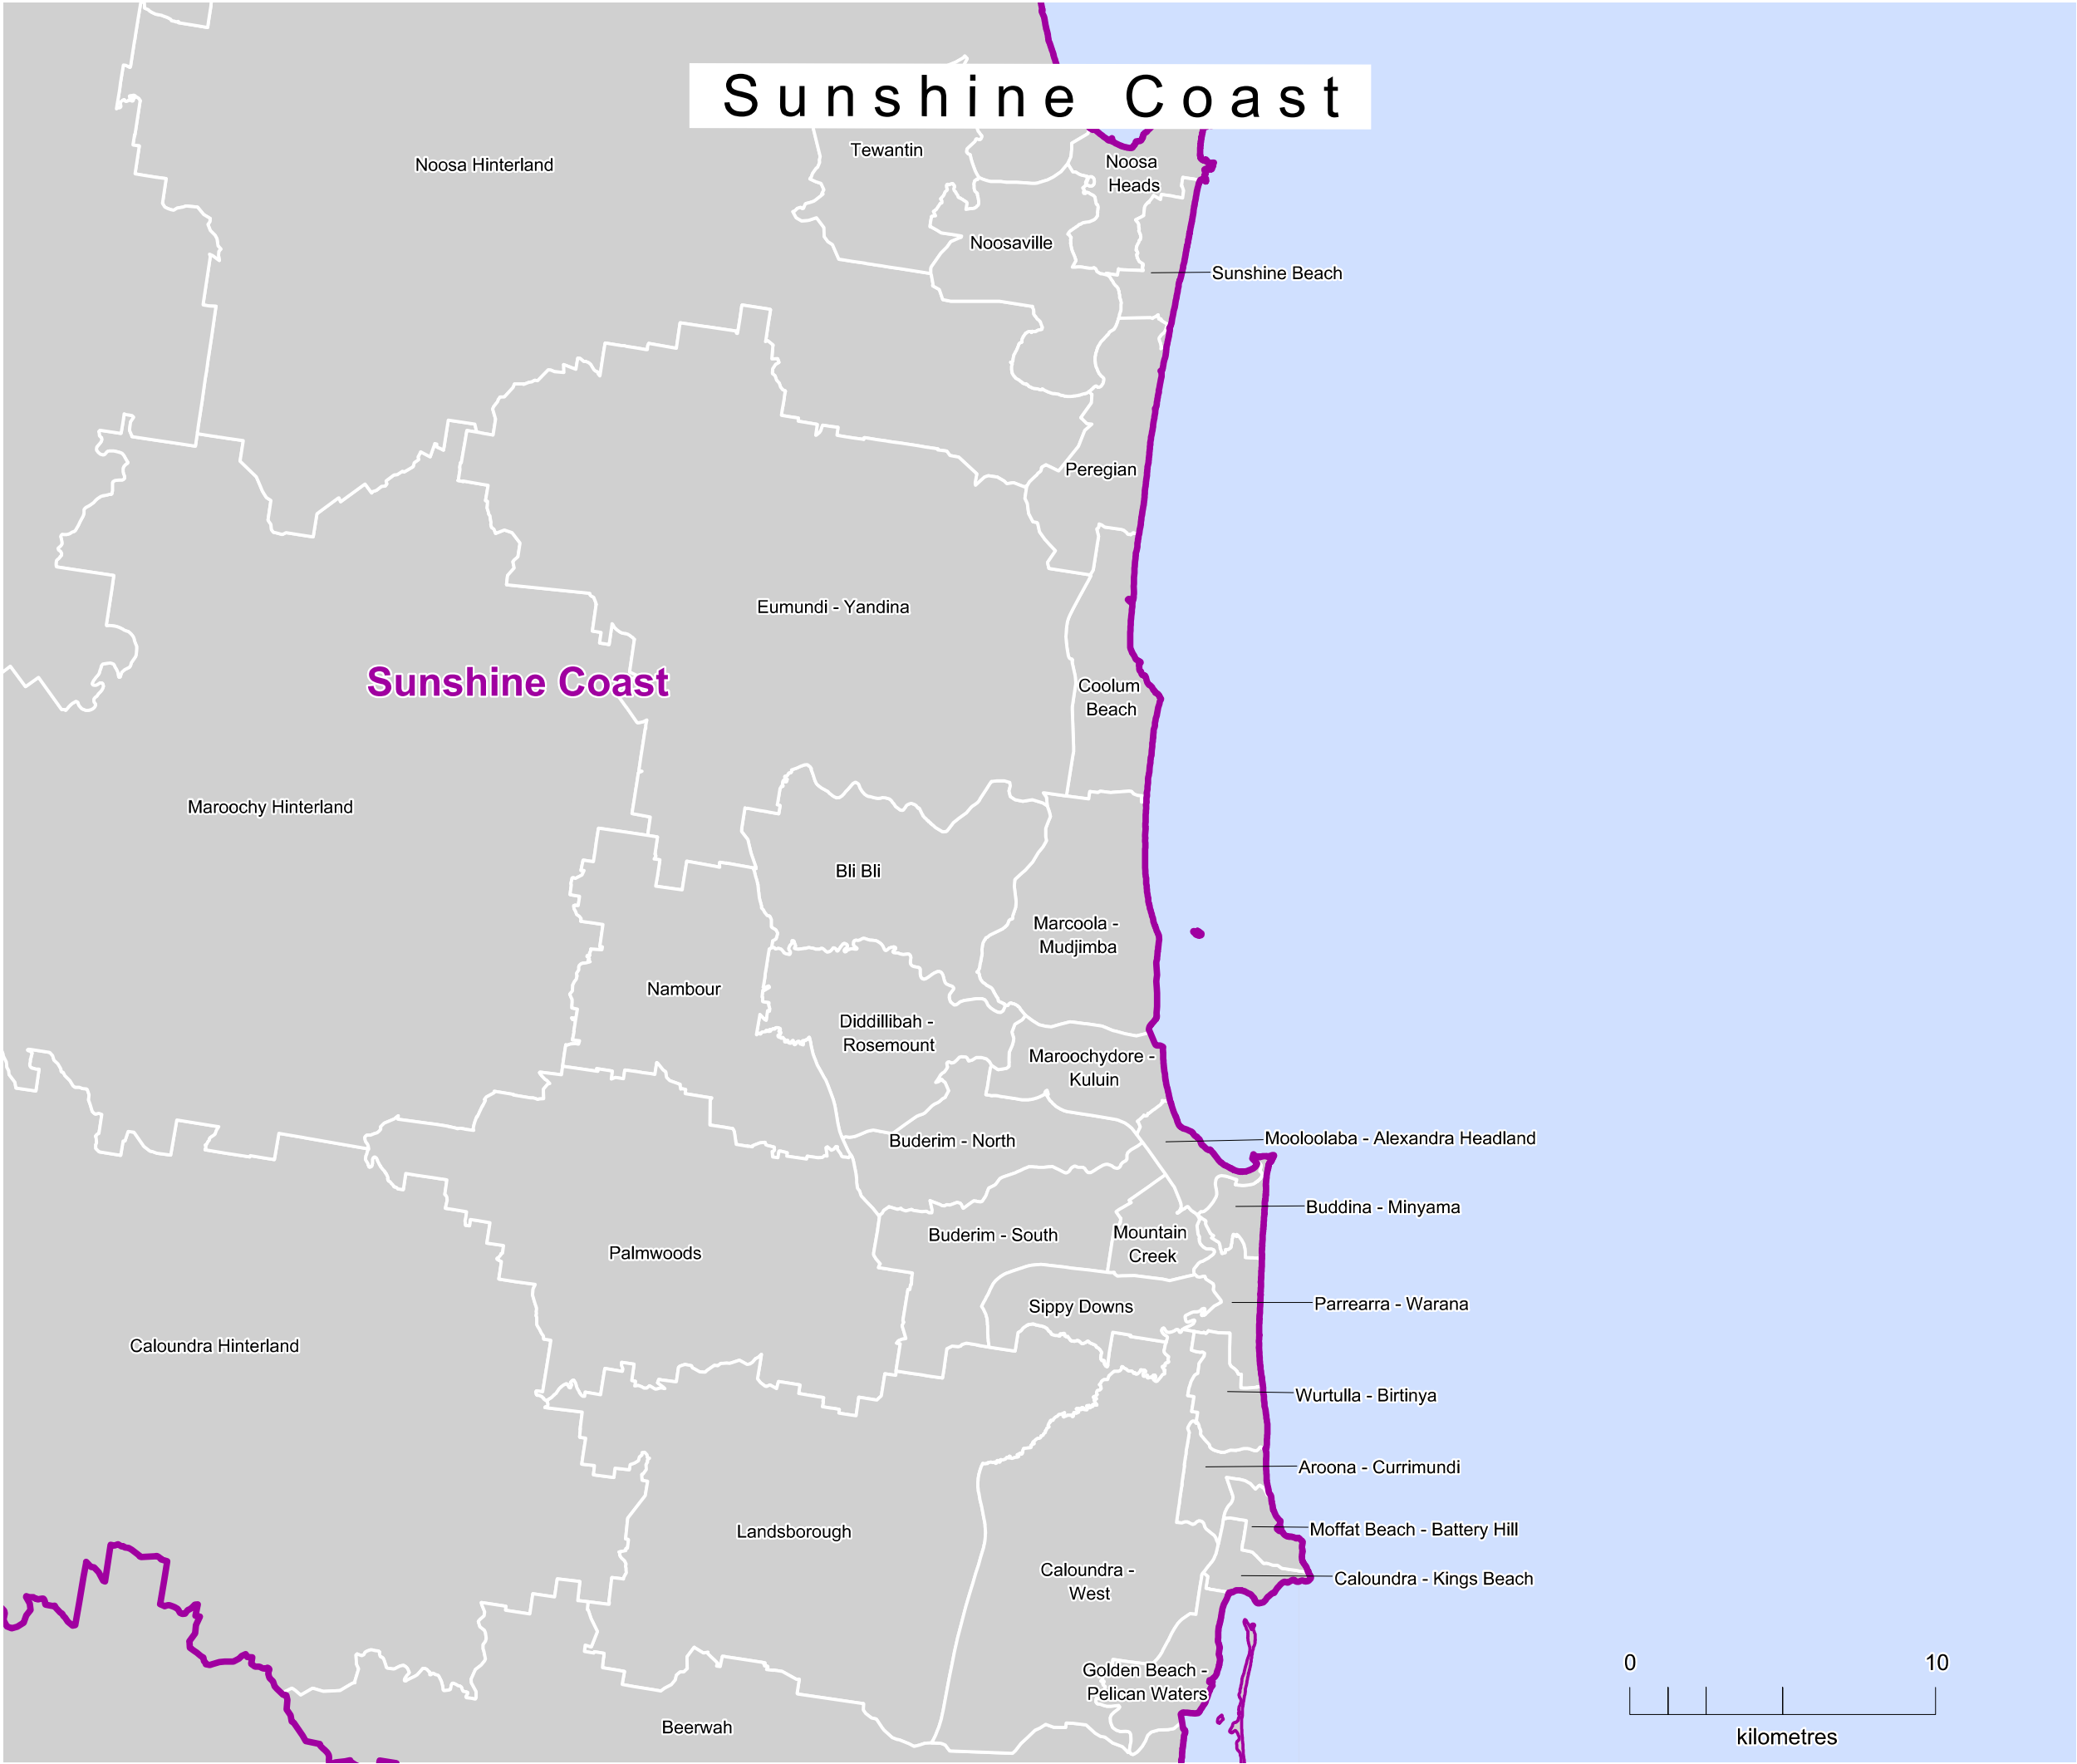 Sunshine Coast
Tewantin
Noosa Hinterland
Noosa
Heads
Noosaville
Sunshine Beach
Peregian
Eumundi - Yandina
Sunshine Coast
Coolum
Beach
Maroochy Hinterland
Bli Bli
Marcoola -
Mudjimba
Nambour
Diddillibah -
Rosemount
Maroochydore -
Kuluin
Buderim - North
Mooloolaba - Alexandra Headland
Buddina - Minyama
Buderim - South
Mountain
Creek
Palmwoods
Sippy Downs
Parrearra - Warana
Caloundra Hinterland
Wurtulla - Birtinya
Aroona - Currimundi
Landsborough
Moffat Beach - Battery Hill
Caloundra -
West
Caloundra - Kings Beach
Golden Beach -
Pelican Waters
Beerwah
0 10
kilometres